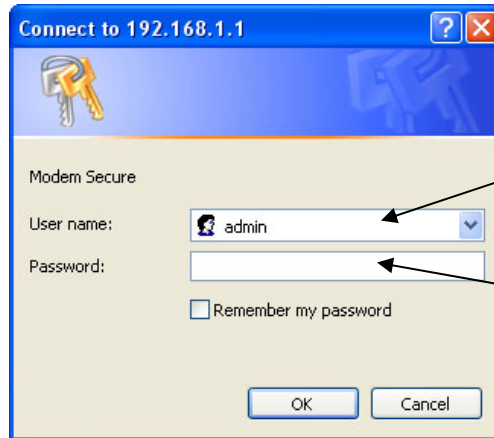 Connect to 192.168.1.1
Modem Secure
User name: admin
Password:
Remember my password
OK Cancel